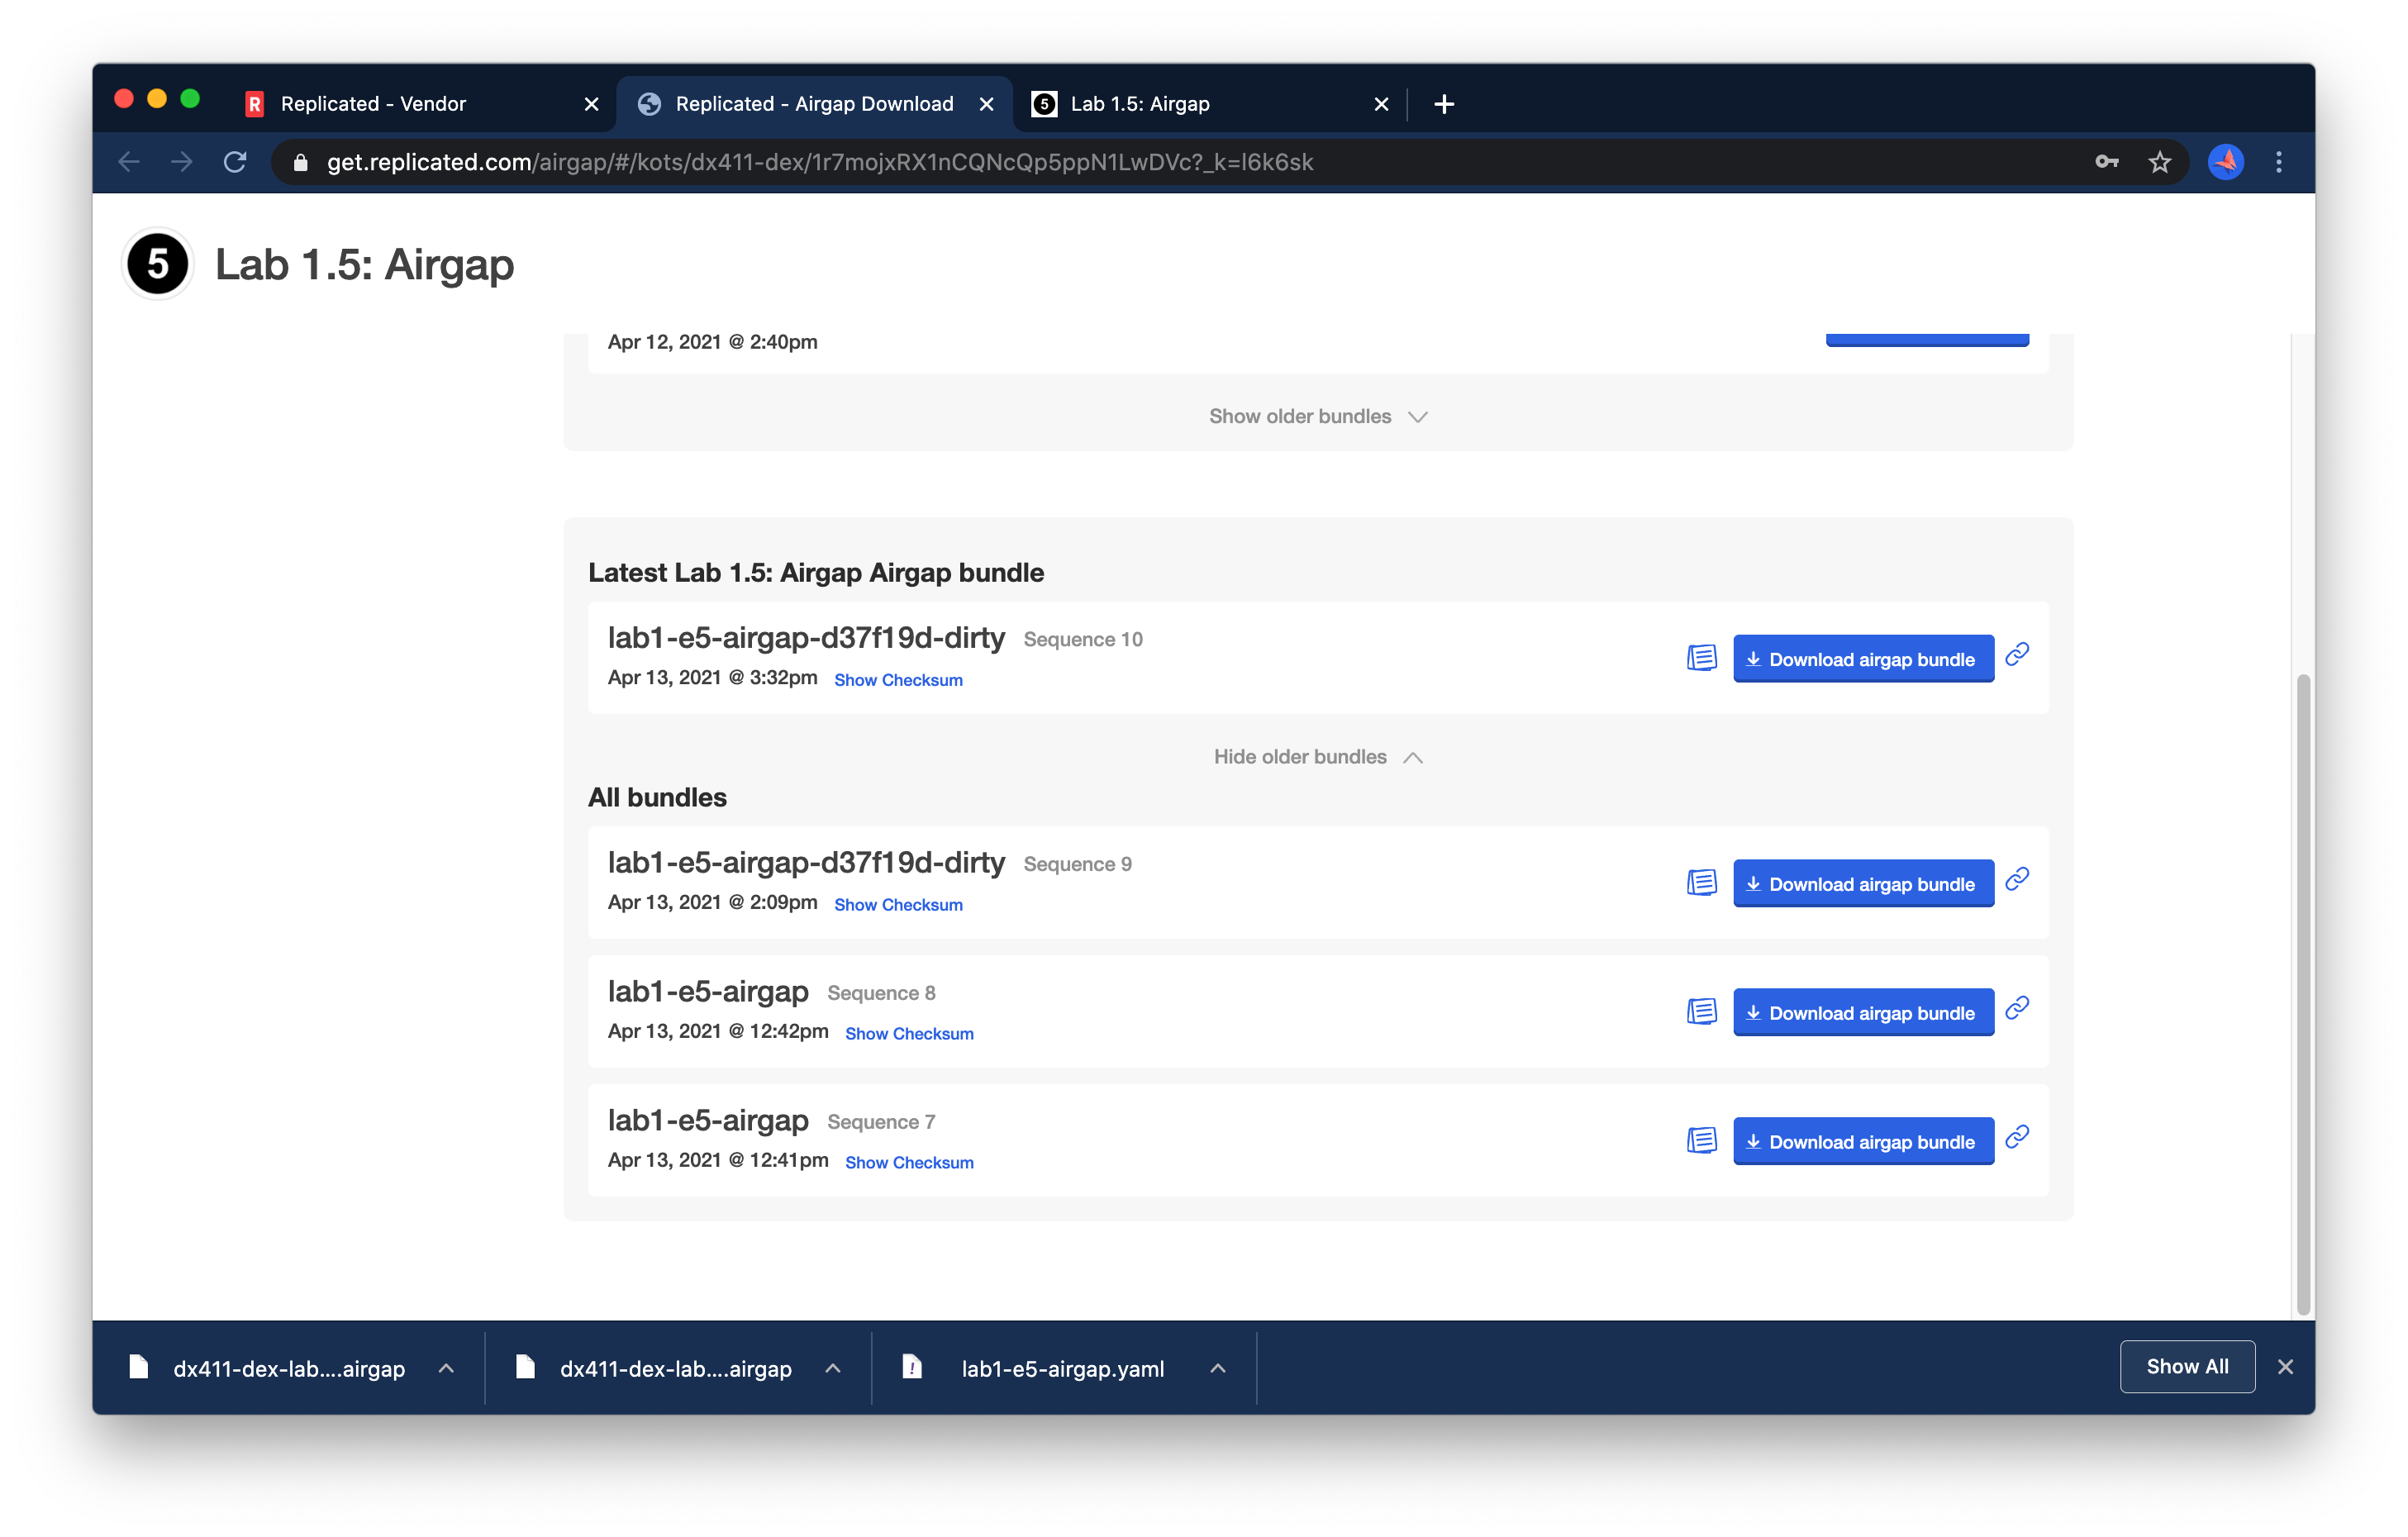 R Replicated - Vendor
Replicated - Airgap Download
5 Lab 1.5: Airgap
get.replicated.com/airgap/#/kots/dx411-dex/1r7mojxRX1nCQNcQp5ppN1LwDVc?_k=l6k6sk
5 Lab 1.5: Airgap
Apr 12, 2021 @ 2:40pm
Show older bundles
Latest Lab 1.5: Airgap Airgap bundle
lab1-e5-airgap-d37f19d-dirty Sequence 10
Apr 13, 2021 @ 3:32pm Show Checksum
Download airgap bundle
Hide older bundles
All bundles
lab1-e5-airgap-d37f19d-dirty Sequence 9
Apr 13, 2021 @ 2:09pm Show Checksum
Download airgap bundle
lab1-e5-airgap Sequence 8
Apr 13, 2021 @ 12:42pm Show Checksum
Download airgap bundle
lab1-e5-airgap Sequence 7
Apr 13, 2021 @ 12:41pm Show Checksum
Download airgap bundle
dx411-dex-lab....airgap
dx411-dex-lab....airgap
lab1-e5-airgap.yaml
Show All